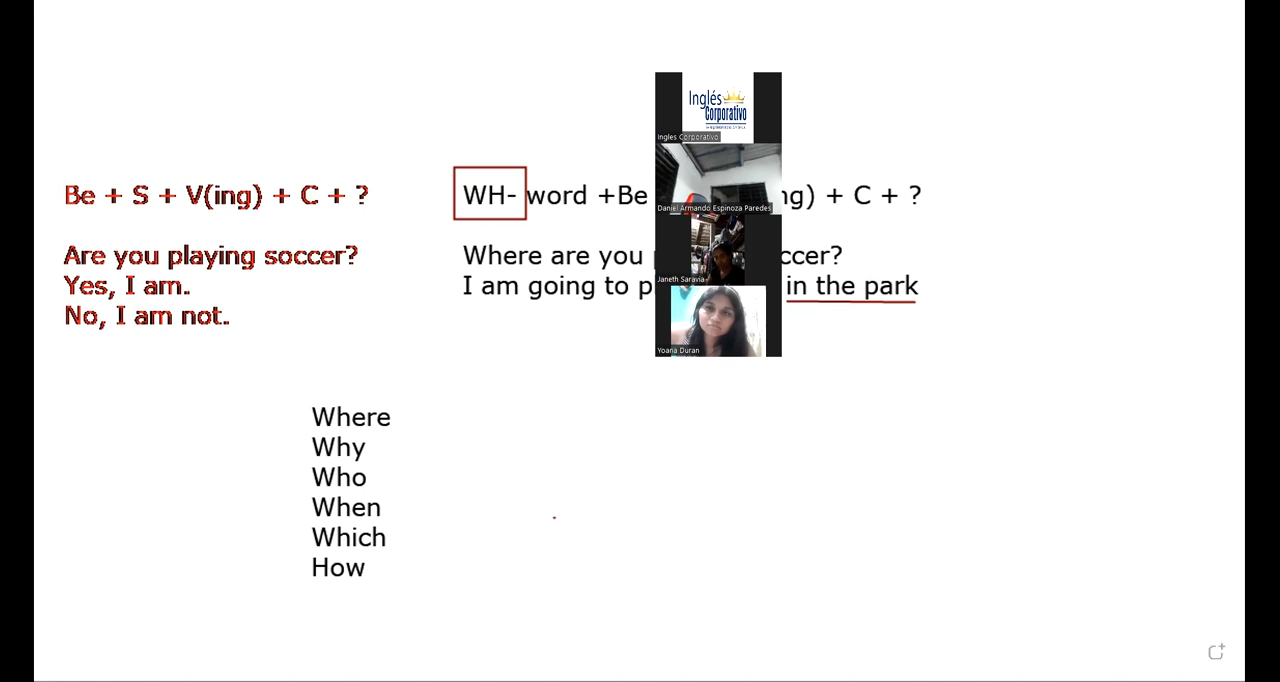 Inglés
Corporativo
Ingles Corporativo
Be + S + V(ing) + C + ?
WH- word +Be
ng) + C + ?
Daniel Armando Espinoza Paredes
Are you playing soccer?
Where are you
ccer?
Janeth Saravia
Yes, I am.
I am going to p
in the park
No, I am not.
Yoana Duran
Where
Why
Who
When
Which
How